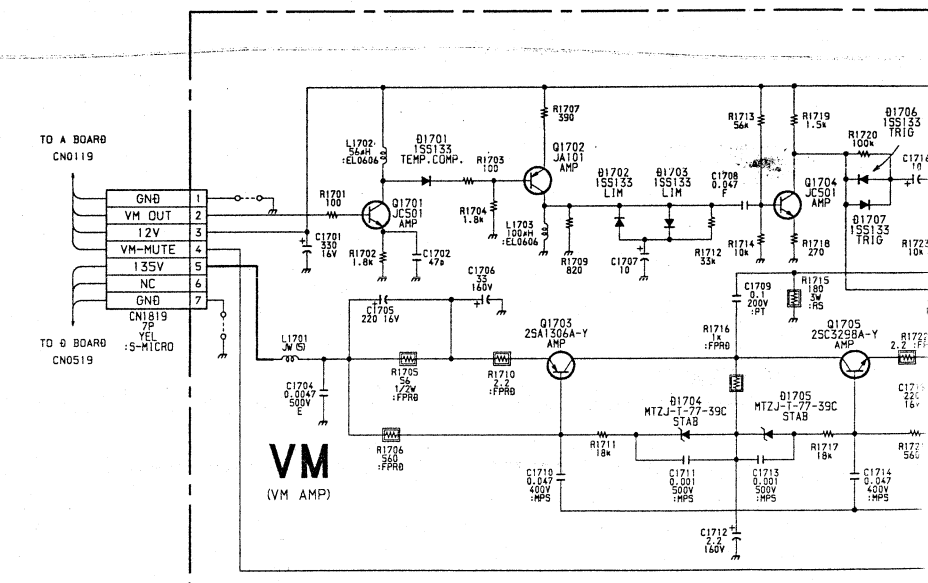 TO A BOARD
CN0119
GND 1
VM OUT 2
12V 3
VM-MUTE 4
135V 5
NC 6
GND 7
CN1819
7P
YEL
:S-MICRO
TO D BOARD
CN0519
L1702
56µH
:EL0606
D1701
1SS133
TEMP.COMP.
R1703
100
R1707
390
Q1702
JA101
AMP
R1701
100
Q1701
JC501
AMP
R1704
1.8k
C1701
330
16V
R1702
1.8k
C1702
47p
L1703
100µH
:EL0606
R1709
820
D1702
1SS133
LIM
D1703
1SS133
LIM
C1707
10
R1712
33k
C1708
0.047
F
R1713
56k
R1719
1.5k
Q1704
JC501
AMP
R1714
10k
R1718
270
D1706
1SS133
TRIG
R1720
100k
C1716
10
D1707
1SS133
TRIG
R1723
10k
C1706
33
160V
C1705
220 16V
L1701
JW (5)
C1704
0.0047
500V
E
R1705
56
1/2W
:FPRD
R1710
2.2
:FPRD
R1706
560
:FPRD
Q1703
2SA1306A-Y
AMP
C1709
0.1
200V
:PT
R1715
180
3W
:RS
R1716
1k
:FPRD
Q1705
2SC3298A-Y
AMP
2.2
D1704
MTZJ-T-77-39C
STAB
D1705
MTZJ-T-77-39C
STAB
R1711
18k
R1717
18k
16V
C1710
0.047
400V
:MPS
C1711
0.001
500V
:MPS
C1713
0.001
500V
:MPS
C1714
0.047
400V
:MPS
C1712
2.2
160V
VM
(VM AMP)